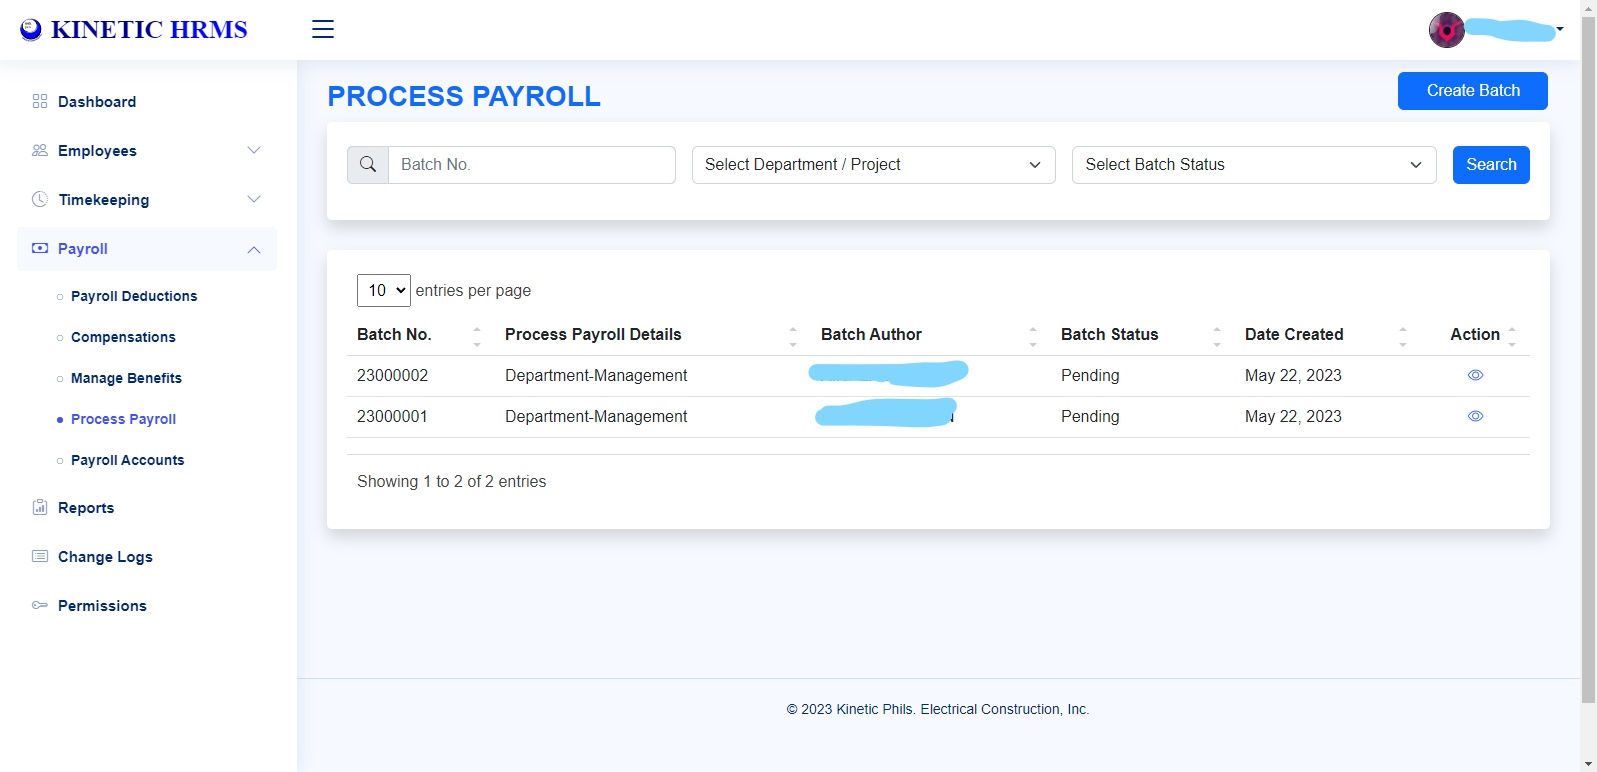 KINETIC HRMS
Dashboard
Employees
Timekeeping
Payroll
Payroll Deductions
Compensations
Manage Benefits
Process Payroll
Payroll Accounts
Reports
Change Logs
Permissions
PROCESS PAYROLL
Create Batch
Batch No.
Select Department / Project
Select Batch Status
Search
10 entries per page
Batch No. Process Payroll Details Batch Author Batch Status Date Created Action
23000002 Department-Management Pending May 22, 2023
23000001 Department-Management Pending May 22, 2023
Showing 1 to 2 of 2 entries
© 2023 Kinetic Phils. Electrical Construction, Inc.